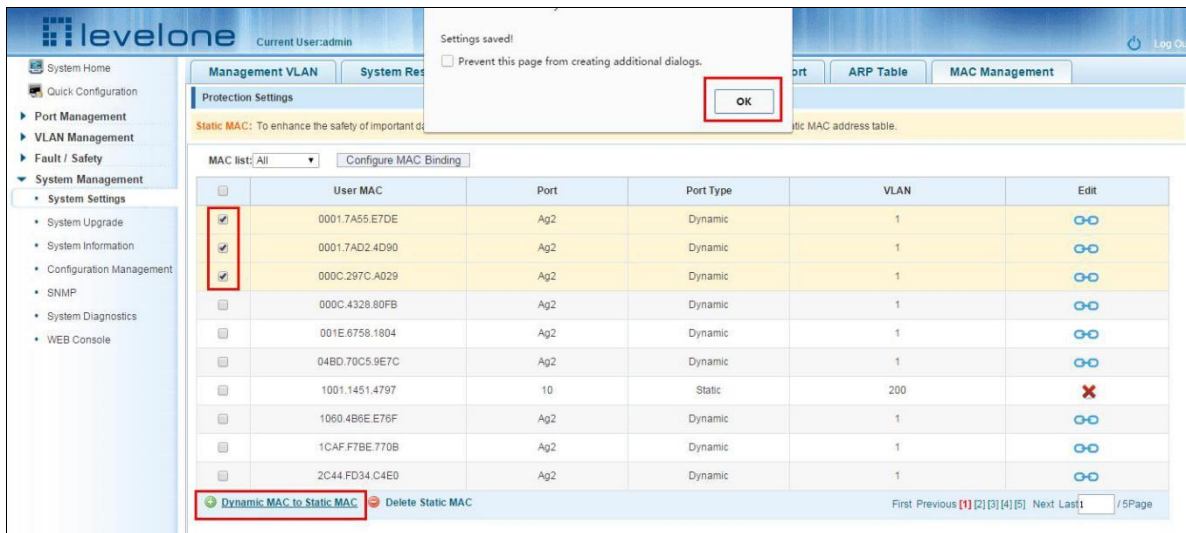 levelone
Current User:admin
Log Ou
Settings saved!
Prevent this page from creating additional dialogs.
OK
System Home
Quick Configuration
Port Management
VLAN Management
Fault / Safety
System Management
System Settings
System Upgrade
System Information
Configuration Management
SNMP
System Diagnostics
WEB Console
Management VLAN System Res ort ARP Table MAC Management
Protection Settings
Static MAC: To enhance the safety of important da atic MAC address table.
MAC list: All Configure MAC Binding
User MAC Port Port Type VLAN Edit
0001.7A55.E7DE Ag2 Dynamic 1
0001.7AD2.4D90 Ag2 Dynamic 1
000C.297C.A029 Ag2 Dynamic 1
000C.4328.80FB Ag2 Dynamic 1
001E.6758.1804 Ag2 Dynamic 1
04BD.70C5.9E7C Ag2 Dynamic 1
1001.1451.4797 10 Static 200
1060.4B6E.E76F Ag2 Dynamic 1
1CAF.F7BE.770B Ag2 Dynamic 1
2C44.FD34.C4E0 Ag2 Dynamic 1
Dynamic MAC to Static MAC Delete Static MAC First Previous [1] [2] [3] [4] [5] Next Last 1 / 5Page